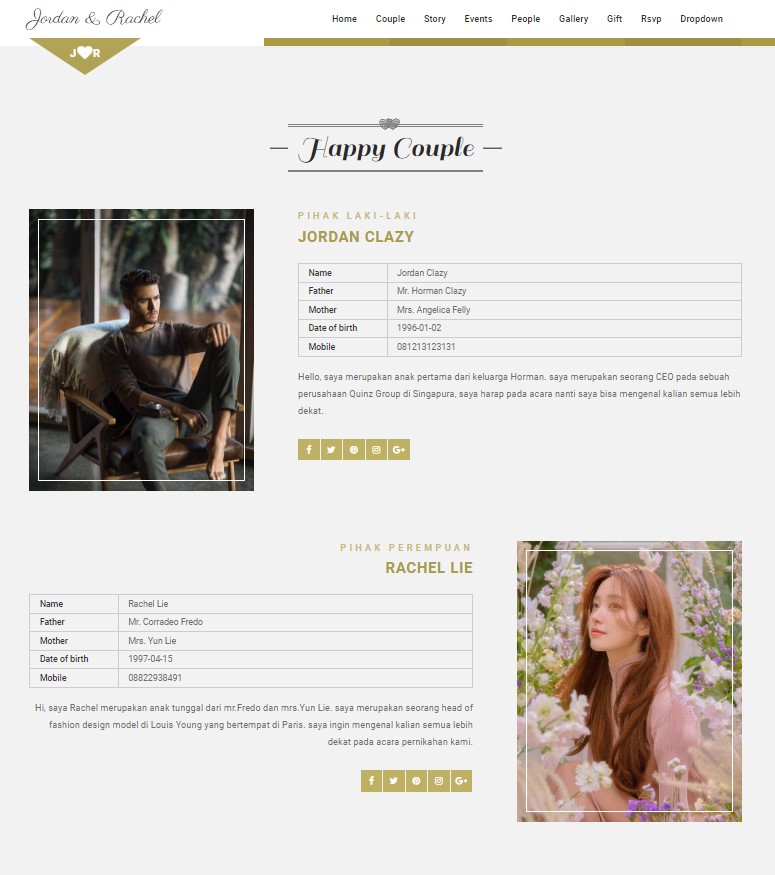 Jordan & Rachel
Home Couple Story Events People Gallery Gift Rsvp Dropdown
J R
Happy Couple
PIHAK LAKI-LAKI
JORDAN CLAZY
Name Jordan Clazy
Father Mr. Horman Clazy
Mother Mrs. Angelica Felly
Date of birth 1996-01-02
Mobile 081213123131
Hello, saya merupakan anak pertama dari keluarga Horman. saya merupakan seorang CEO pada sebuah
perusahaan Quinz Group di Singapura, saya harap pada acara nanti saya bisa mengenal kalian semua lebih
dekat.
f G+
PIHAK PEREMPUAN
RACHEL LIE
Name Rachel Lie
Father Mr. Corradeo Fredo
Mother Mrs. Yun Lie
Date of birth 1997-04-15
Mobile 08822938491
Hi, saya Rachel merupakan anak tunggal dari mr.Fredo dan mrs.Yun Lie. saya merupakan seorang head of
fashion design model di Louis Young yang bertempat di Paris. saya ingin mengenal kalian semua lebih
dekat pada acara pernikahan kami.
f G+